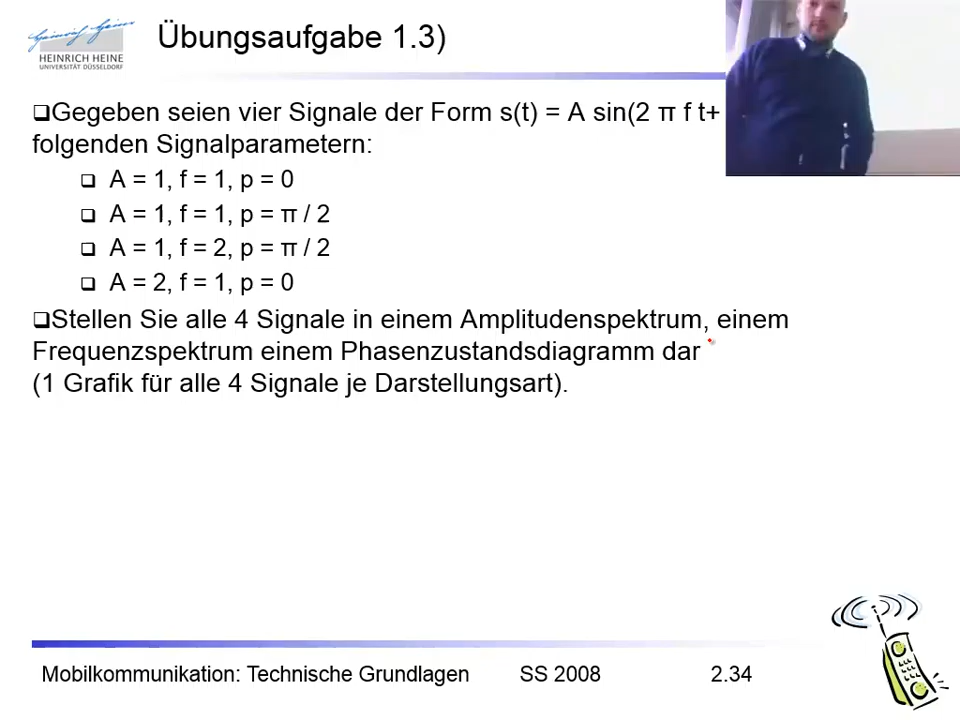 Heinrich Heine
HEINRICH HEINE
UNIVERSITÄT DÜSSELDORF
Übungsaufgabe 1.3)
❑Gegeben seien vier Signale der Form s(t) = A sin(2 π f t+
folgenden Signalparametern:
❑ A = 1, f = 1, p = 0
❑ A = 1, f = 1, p = π / 2
❑ A = 1, f = 2, p = π / 2
❑ A = 2, f = 1, p = 0
❑Stellen Sie alle 4 Signale in einem Amplitudenspektrum, einem
Frequenzspektrum einem Phasenzustandsdiagramm dar
(1 Grafik für alle 4 Signale je Darstellungsart).
Mobilkommunikation: Technische Grundlagen SS 2008 2.34